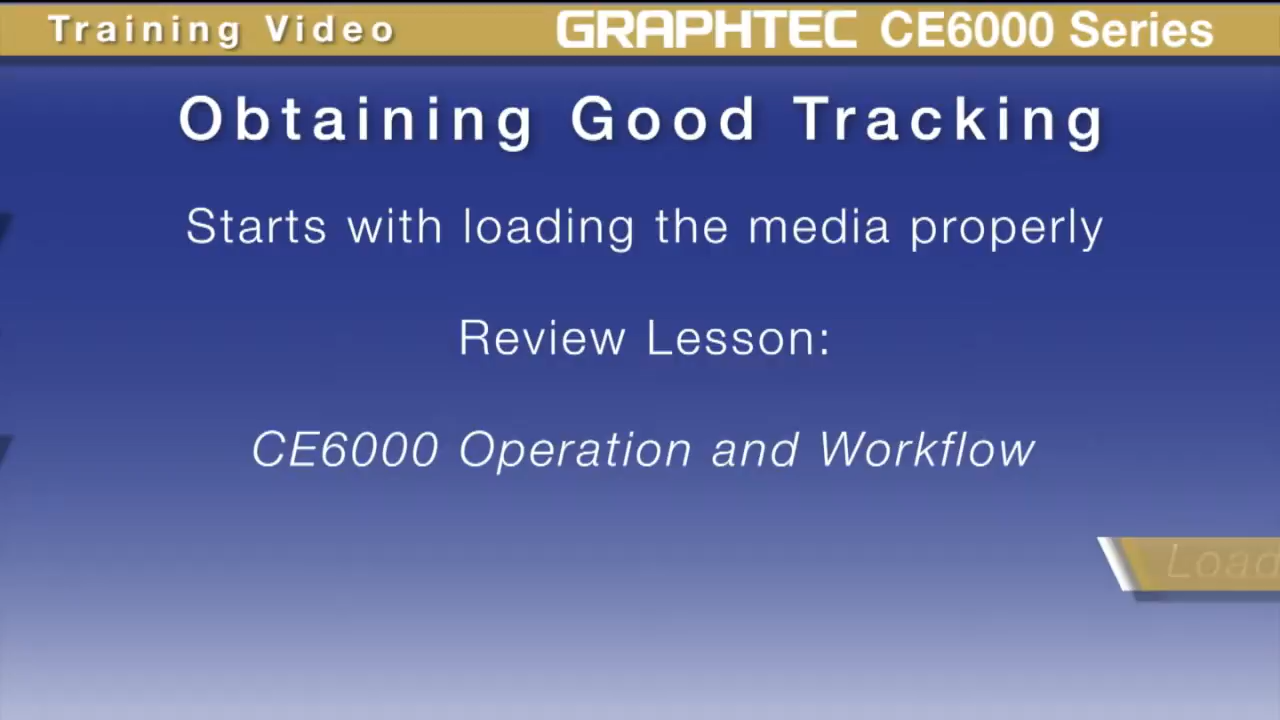 Training Video GRAPHTEC CE6000 Series
Obtaining Good Tracking
Starts with loading the media properly
Review Lesson:
CE6000 Operation and Workflow